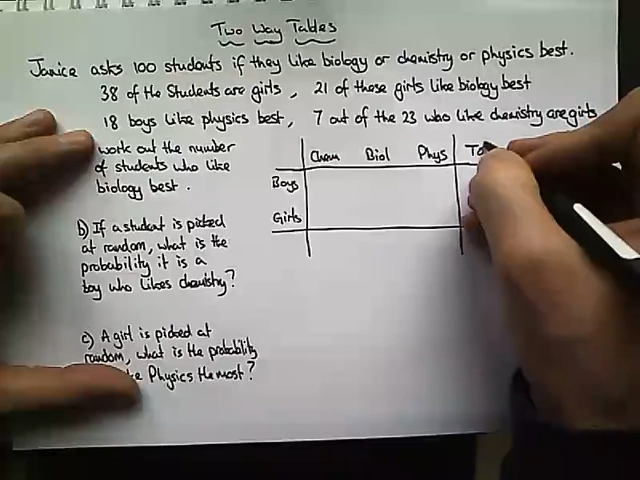 Two Way Tables
Janice asks 100 students if they like biology or chemistry or physics best.
38 of the students are girls, 21 of these girls like biology best
18 boys like physics best, 7 out of the 23 who like chemistry are girls
work out the number
of students who like
biology best.
Chem Biol Phys To
Boys
Girls
b) If a student is picked
at random, what is the
probability it is a
boy who likes chemistry?
c) A girl is picked at
random, what is the probability
Physics the most?